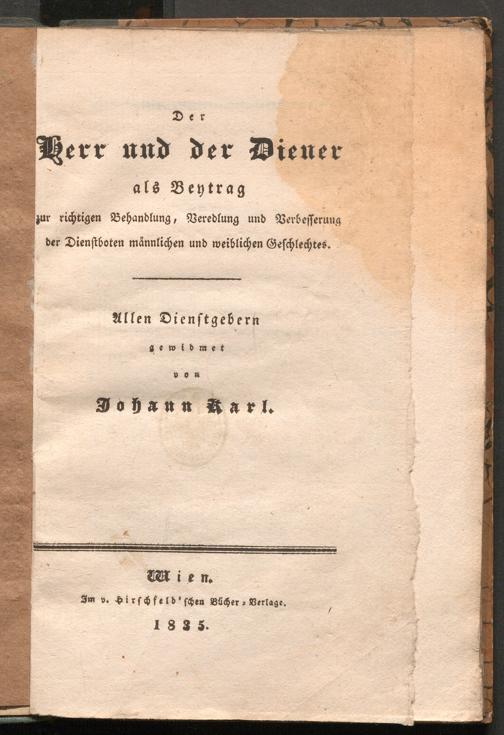 Der
Herr und der Diener
als Beytrag
zur richtigen Behandlung, Veredlung und Verbesserung
der Dienstboten männlichen und weiblichen Geschlechtes.
Allen Dienstgebern
gewidmet
von
Johann Karl.
Wien.
Im v. Hirschfeld'schen Bücher-Verlage.
1835.